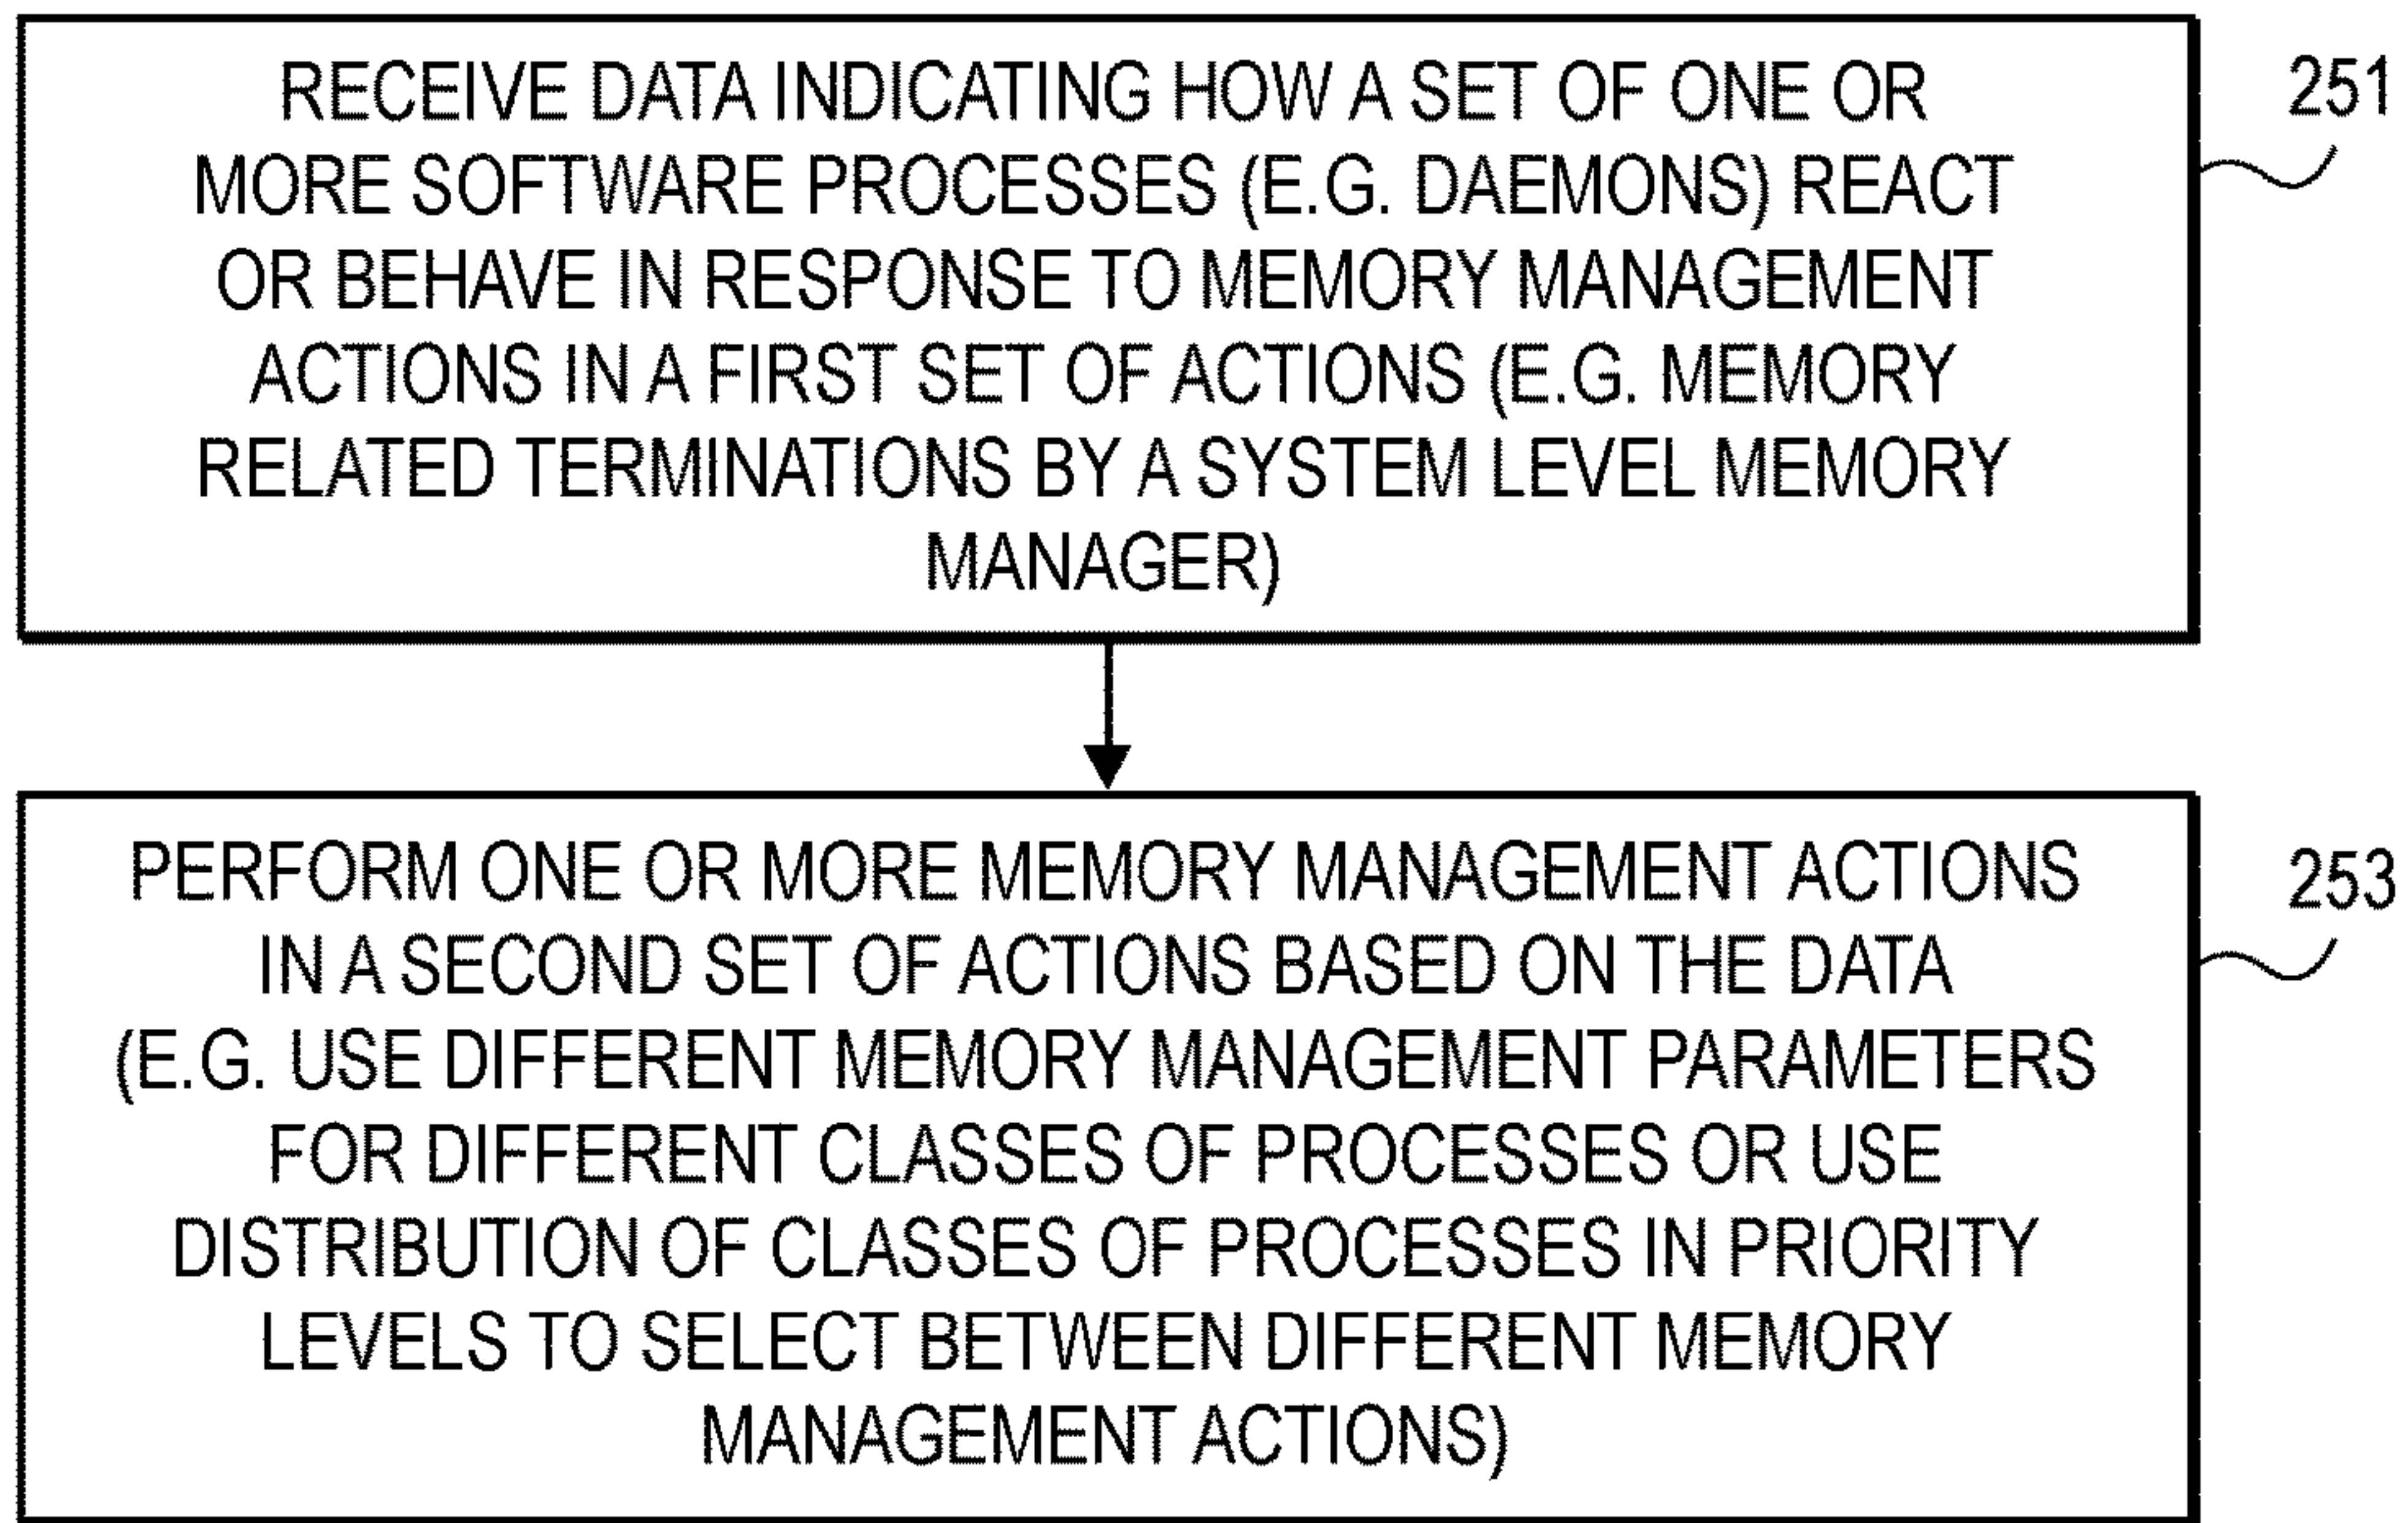 RECEIVE DATA INDICATING HOW A SET OF ONE OR
MORE SOFTWARE PROCESSES (E.G. DAEMONS) REACT
OR BEHAVE IN RESPONSE TO MEMORY MANAGEMENT
ACTIONS IN A FIRST SET OF ACTIONS (E.G. MEMORY
RELATED TERMINATIONS BY A SYSTEM LEVEL MEMORY
MANAGER)
251
PERFORM ONE OR MORE MEMORY MANAGEMENT ACTIONS
IN A SECOND SET OF ACTIONS BASED ON THE DATA
(E.G. USE DIFFERENT MEMORY MANAGEMENT PARAMETERS
FOR DIFFERENT CLASSES OF PROCESSES OR USE
DISTRIBUTION OF CLASSES OF PROCESSES IN PRIORITY
LEVELS TO SELECT BETWEEN DIFFERENT MEMORY
MANAGEMENT ACTIONS)
253